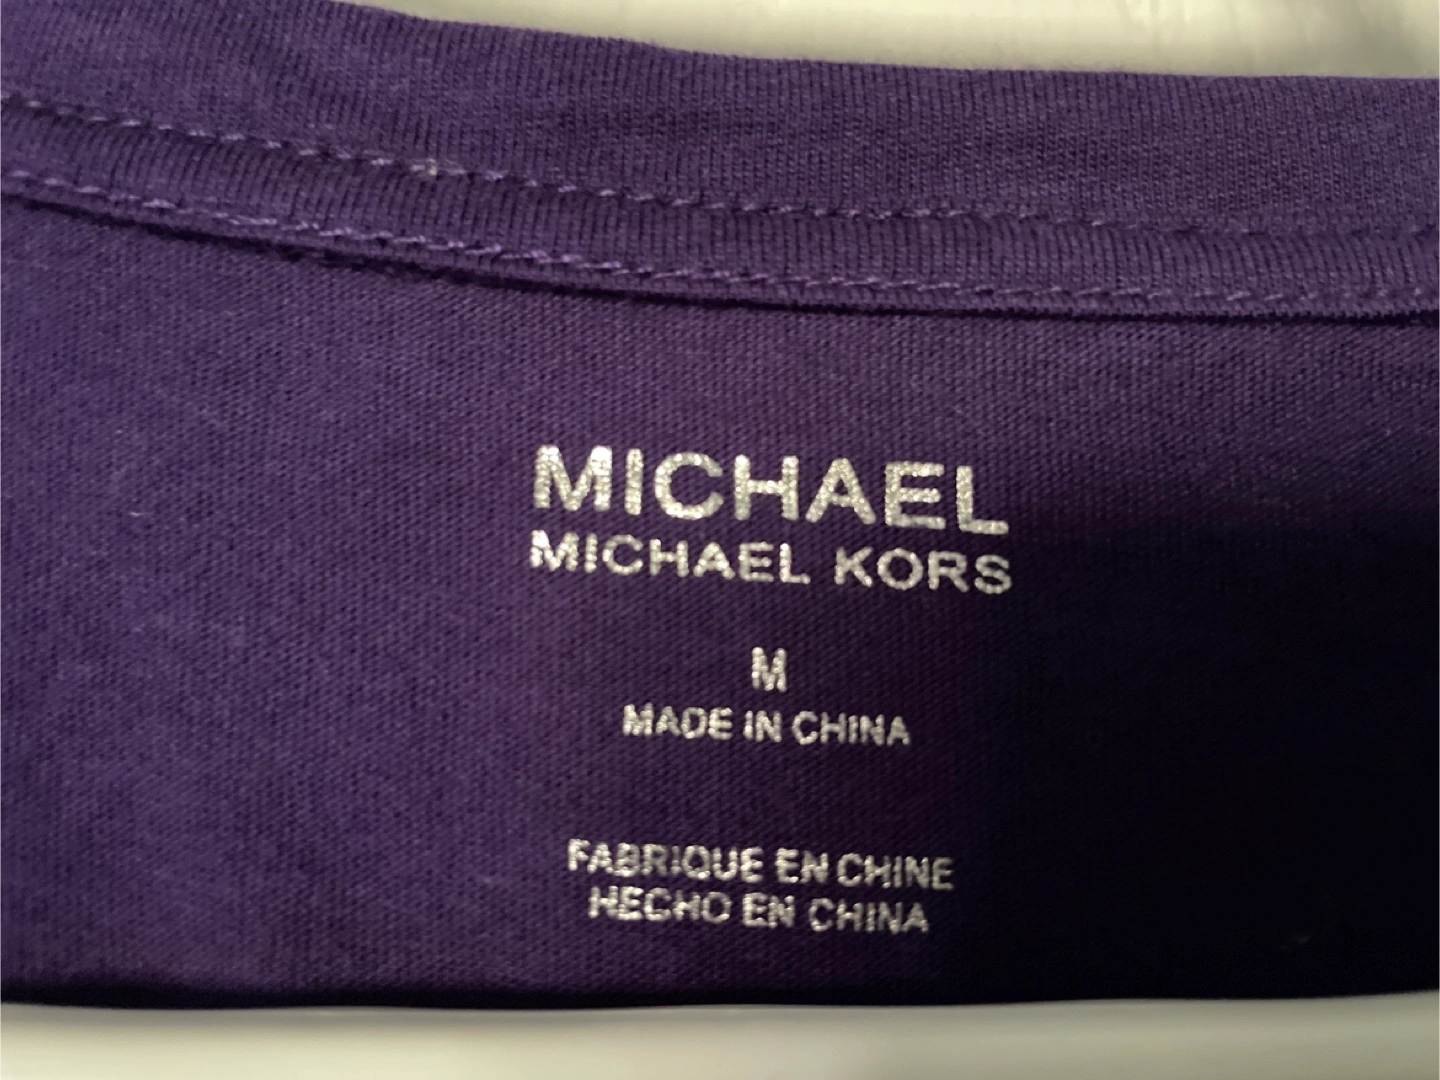 MICHAEL
MICHAEL KORS
M
MADE IN CHINA
FABRIQUE EN CHINE
HECHO EN CHINA